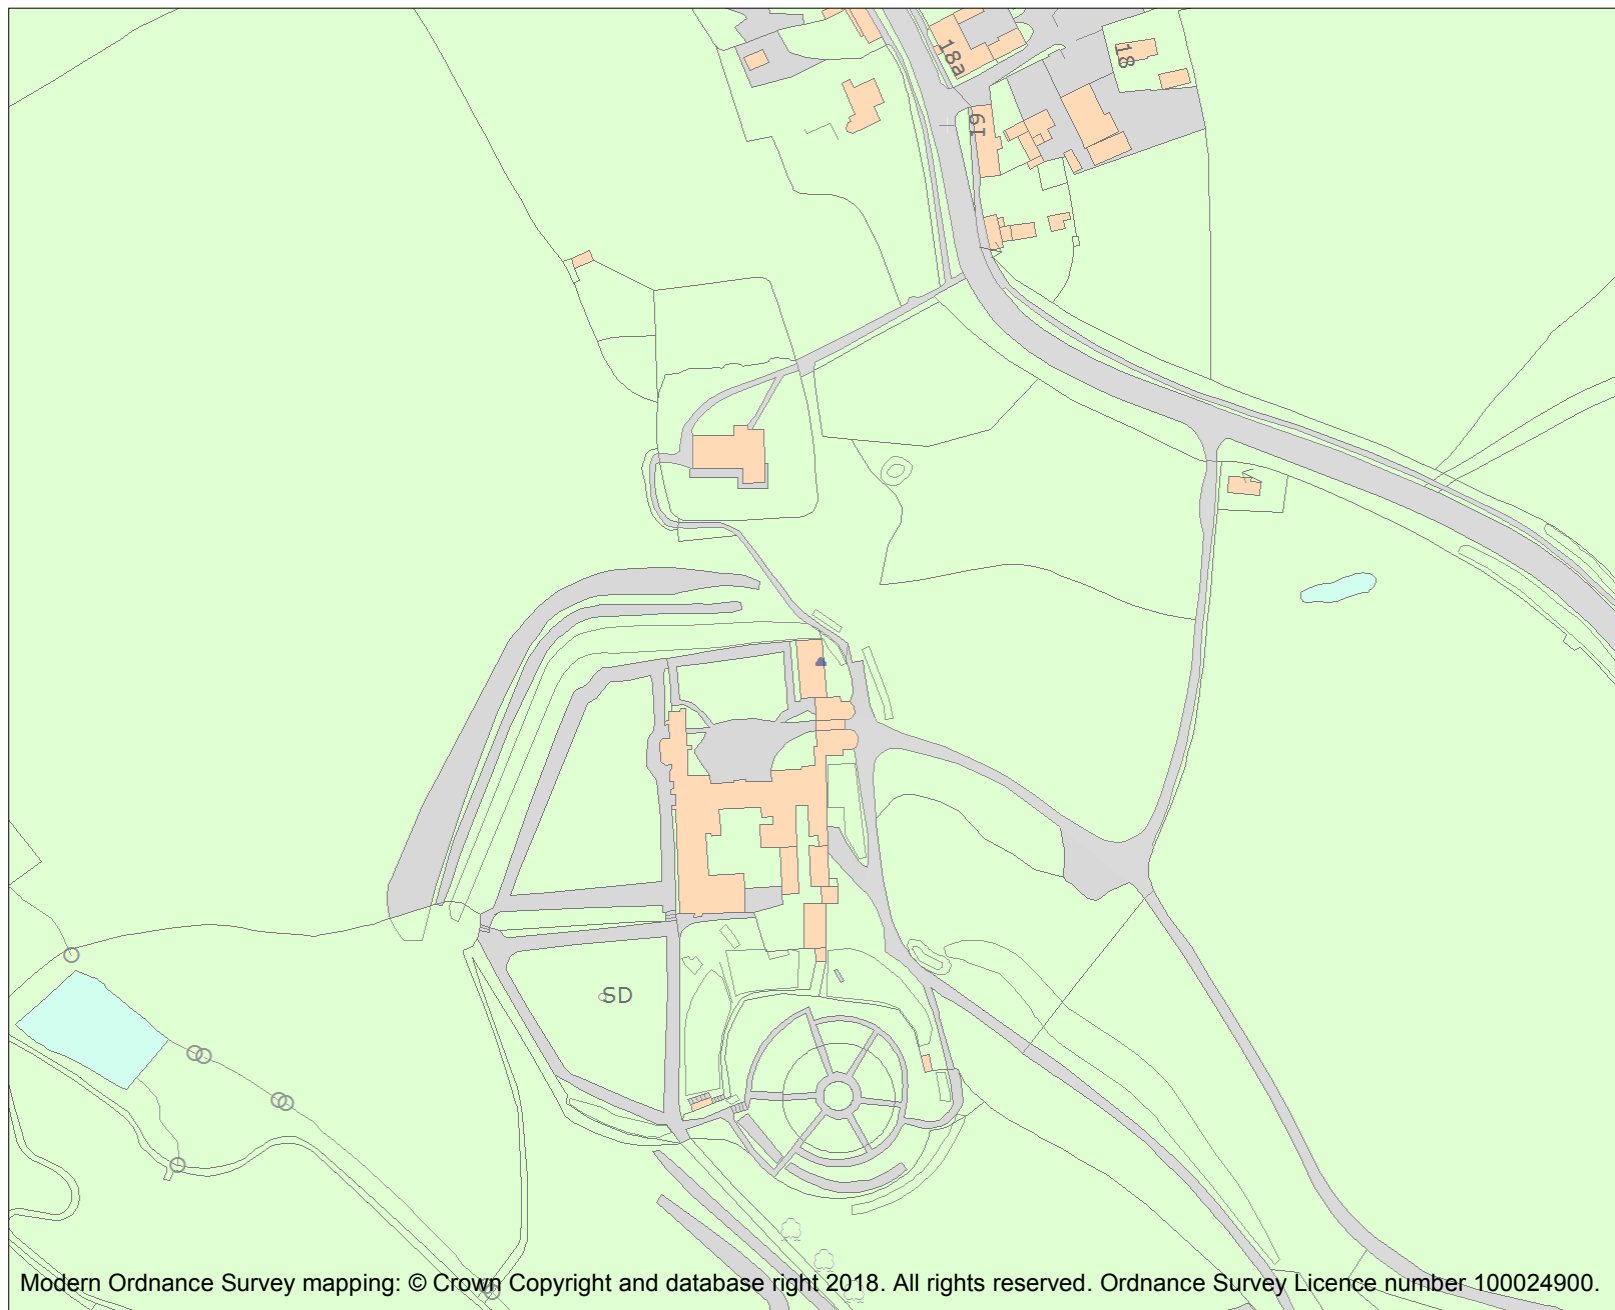 18a
18
19
SD
Modern Ordnance Survey mapping: © Crown Copyright and database right 2018. All rights reserved. Ordnance Survey Licence number 100024900.